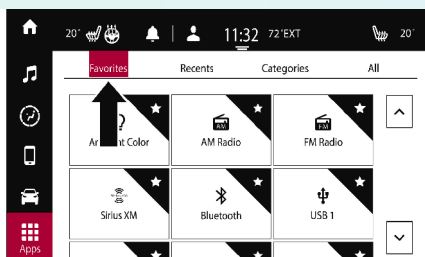 20° 11:32 72°EXT 20°
Favorites Recents Categories All
Color AM Radio FM Radio
AM FM
Sirius XM Bluetooth USB 1
Apps